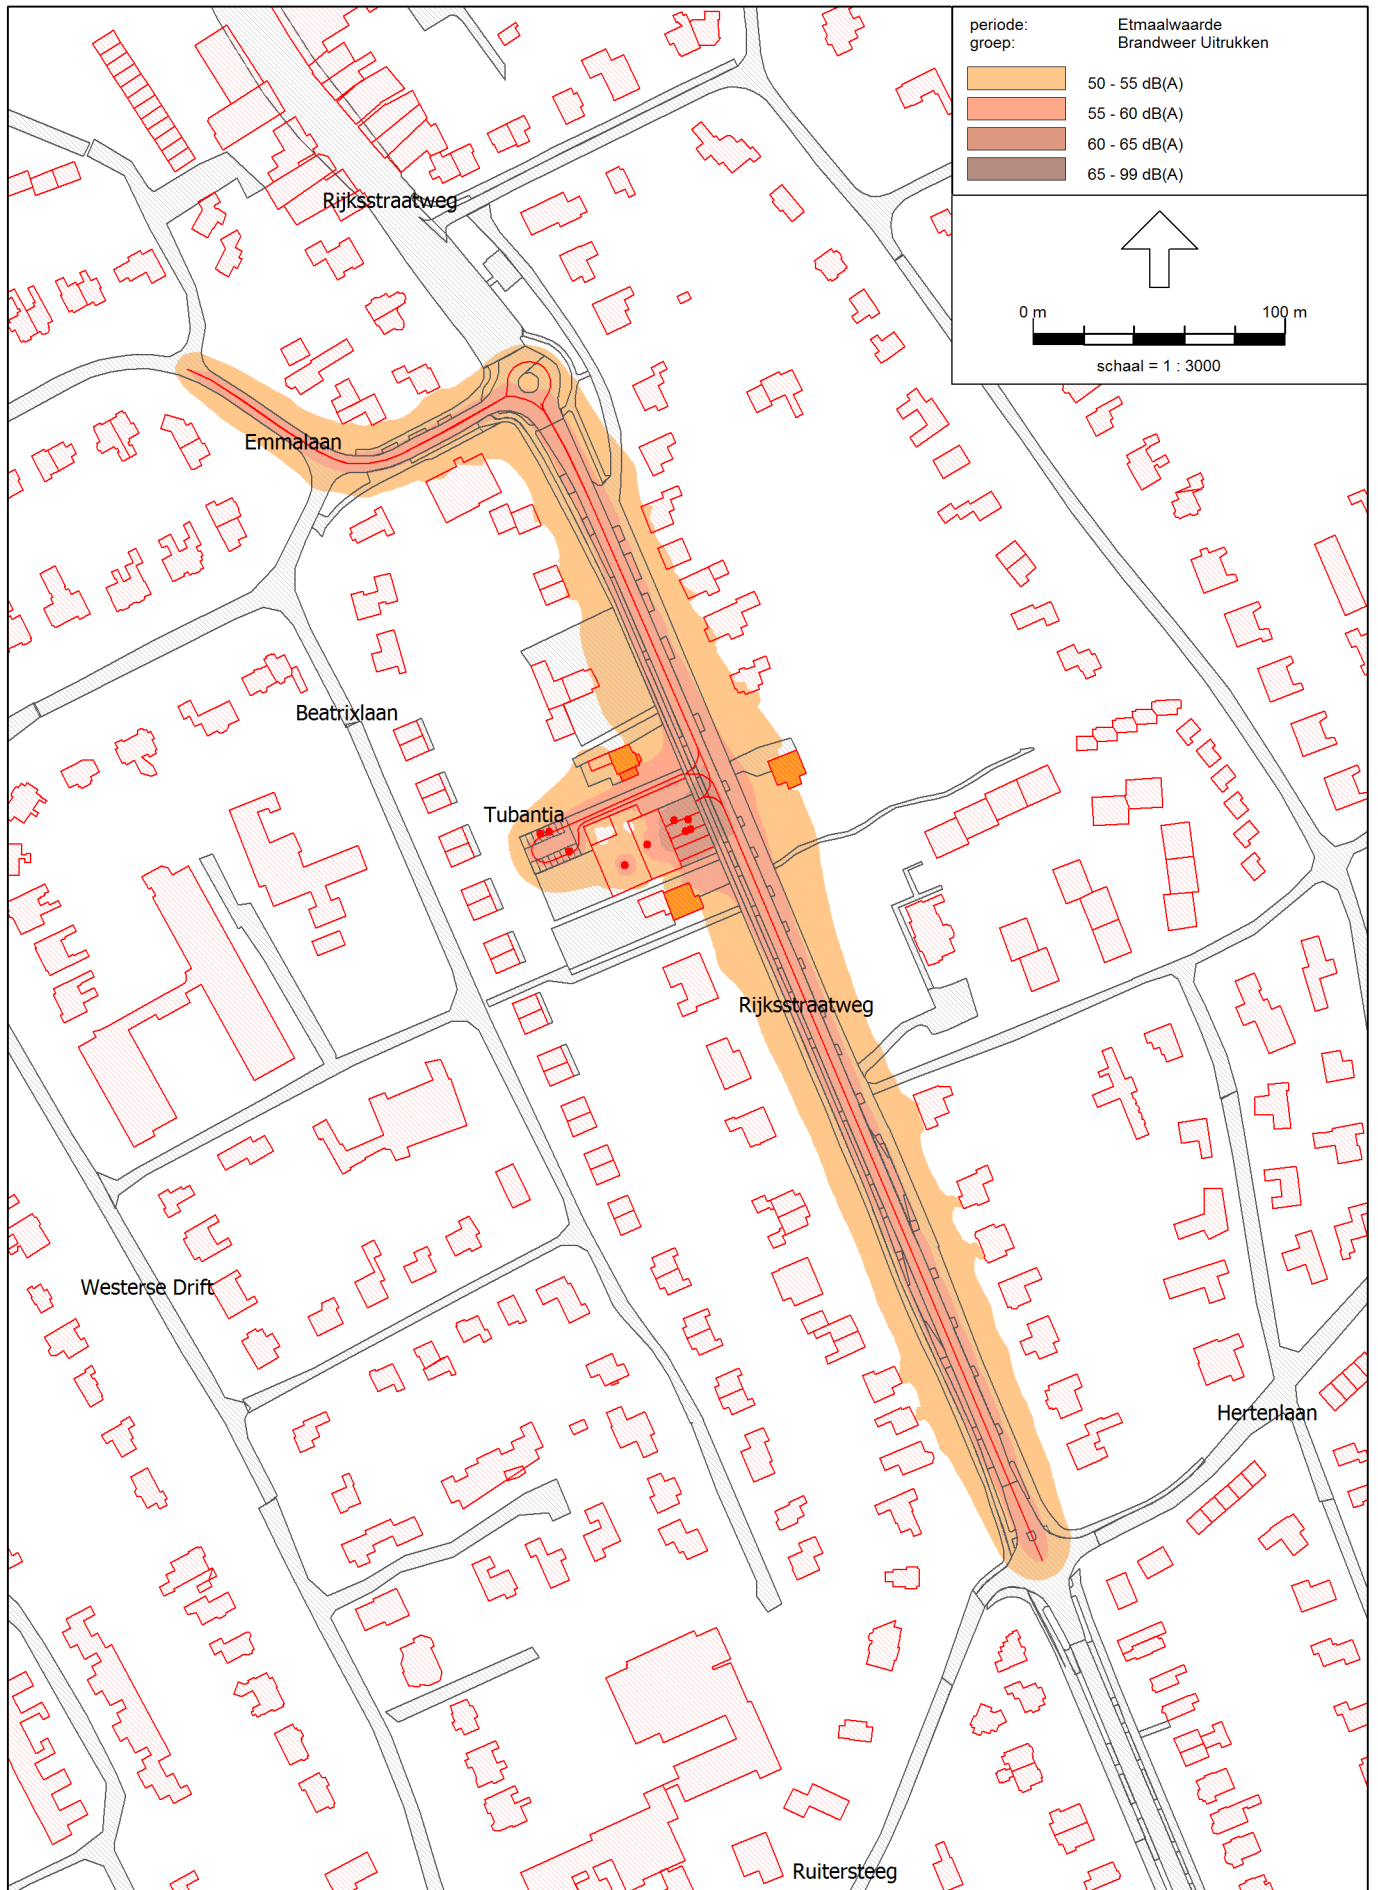 periode: Etmaalwaarde
groep: Brandweer Uitrukken
50 - 55 dB(A)
55 - 60 dB(A)
60 - 65 dB(A)
65 - 99 dB(A)
0 m 100 m
schaal = 1 : 3000
Rijksstraatweg
Emmalaan
Beatrixlaan
Tubantia
Rijksstraatweg
Westerse Drift
Hertenlaan
Ruitersteeg